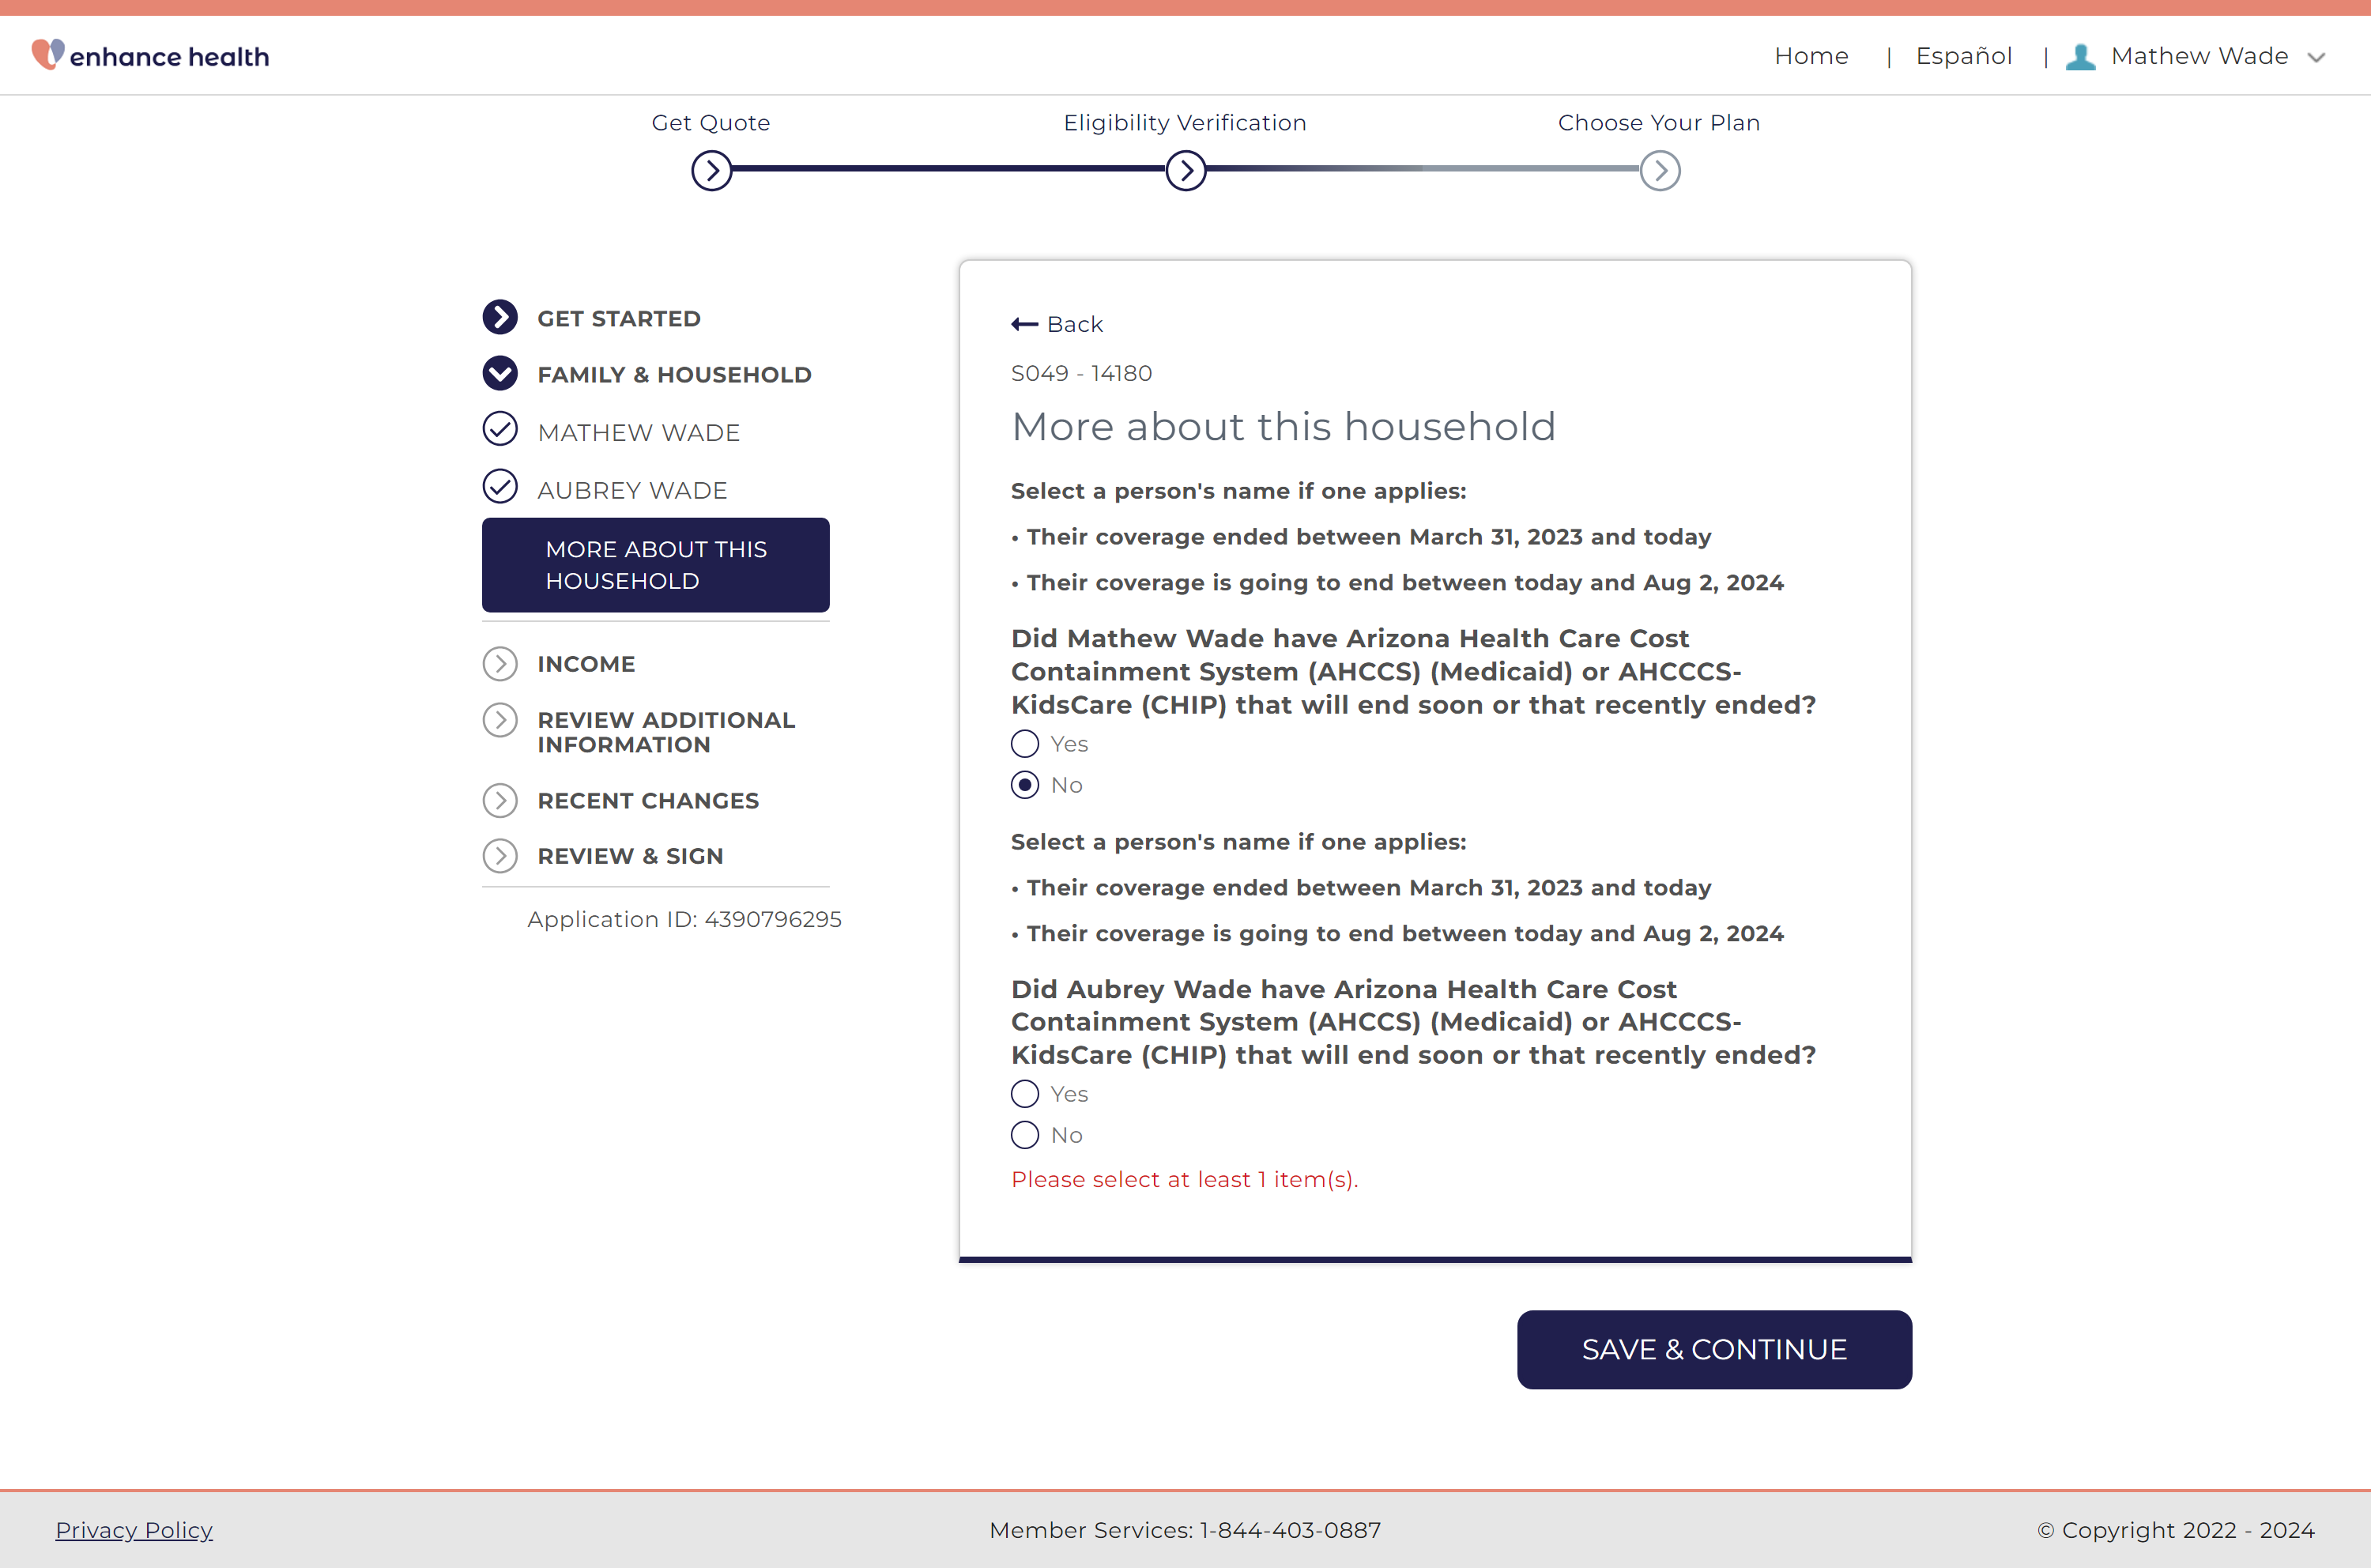 enhance health
Home | Español | Mathew Wade
Get Quote
Eligibility Verification
Choose Your Plan
GET STARTED
FAMILY & HOUSEHOLD
MATHEW WADE
AUBREY WADE
MORE ABOUT THIS
HOUSEHOLD
INCOME
REVIEW ADDITIONAL
INFORMATION
RECENT CHANGES
REVIEW & SIGN
Application ID: 4390796295
Back
S049 - 14180
More about this household
Select a person's name if one applies:
• Their coverage ended between March 31, 2023 and today
• Their coverage is going to end between today and Aug 2, 2024
Did Mathew Wade have Arizona Health Care Cost
Containment System (AHCCS) (Medicaid) or AHCCCS-
KidsCare (CHIP) that will end soon or that recently ended?
Yes
No
Select a person's name if one applies:
• Their coverage ended between March 31, 2023 and today
• Their coverage is going to end between today and Aug 2, 2024
Did Aubrey Wade have Arizona Health Care Cost
Containment System (AHCCS) (Medicaid) or AHCCCS-
KidsCare (CHIP) that will end soon or that recently ended?
Yes
No
Please select at least 1 item(s).
SAVE & CONTINUE
Privacy Policy
Member Services: 1-844-403-0887
© Copyright 2022 - 2024